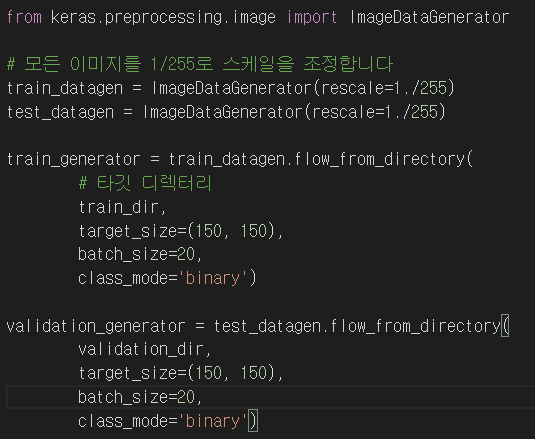 from keras.preprocessing.image import ImageDataGenerator
# 모든 이미지를 1/255로 스케일을 조정합니다
train_datagen = ImageDataGenerator(rescale=1./255)
test_datagen = ImageDataGenerator(rescale=1./255)
train_generator = train_datagen.flow_from_directory(
        # 타깃 디렉터리
        train_dir,
        target_size=(150, 150),
        batch_size=20,
        class_mode='binary')
validation_generator = test_datagen.flow_from_directory(
        validation_dir,
        target_size=(150, 150),
        batch_size=20,
        class_mode='binary')